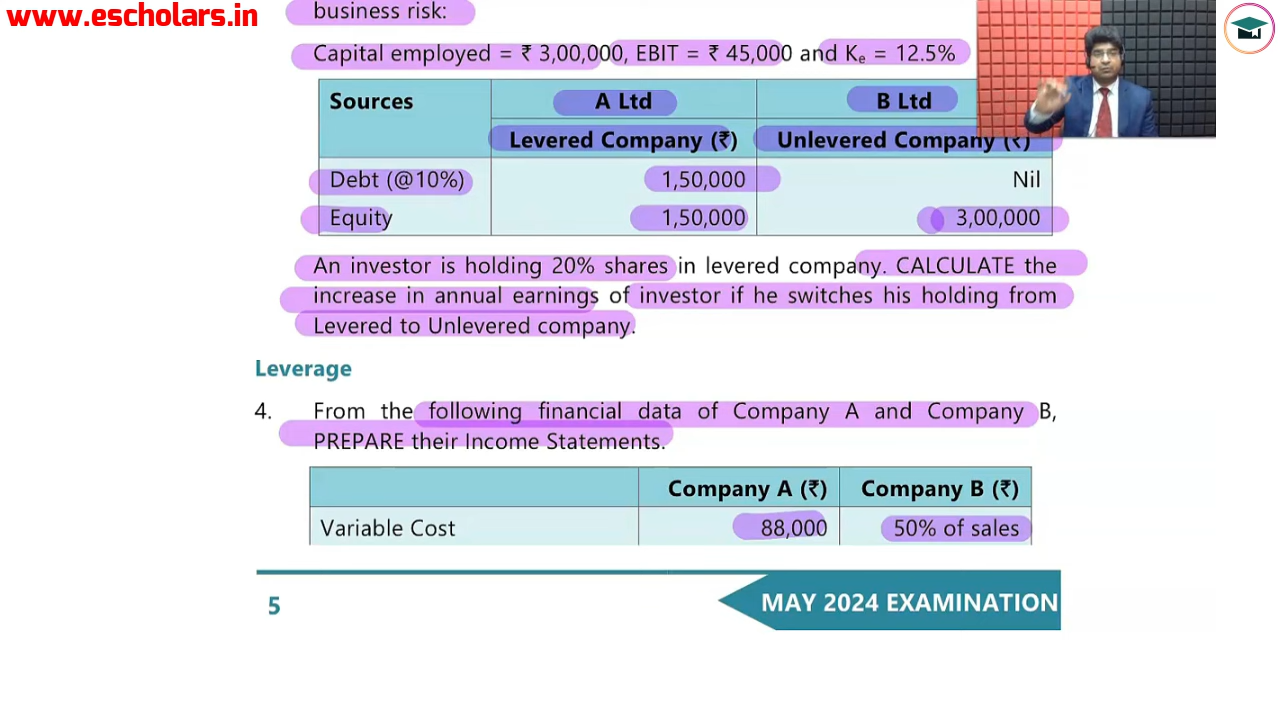 www.escholars.in
business risk:
Capital employed = ₹ 3,00,000, EBIT = ₹ 45,000 and Ke = 12.5%
Sources A Ltd B Ltd
Levered Company (₹) Unlevered Company (₹)
Debt (@10%) 1,50,000 Nil
Equity 1,50,000 3,00,000
An investor is holding 20% shares in levered company. CALCULATE the
increase in annual earnings of investor if he switches his holding from
Levered to Unlevered company.
Leverage
4. From the following financial data of Company A and Company B,
PREPARE their Income Statements.
Company A (₹) Company B (₹)
Variable Cost 88,000 50% of sales
5 MAY 2024 EXAMINATION